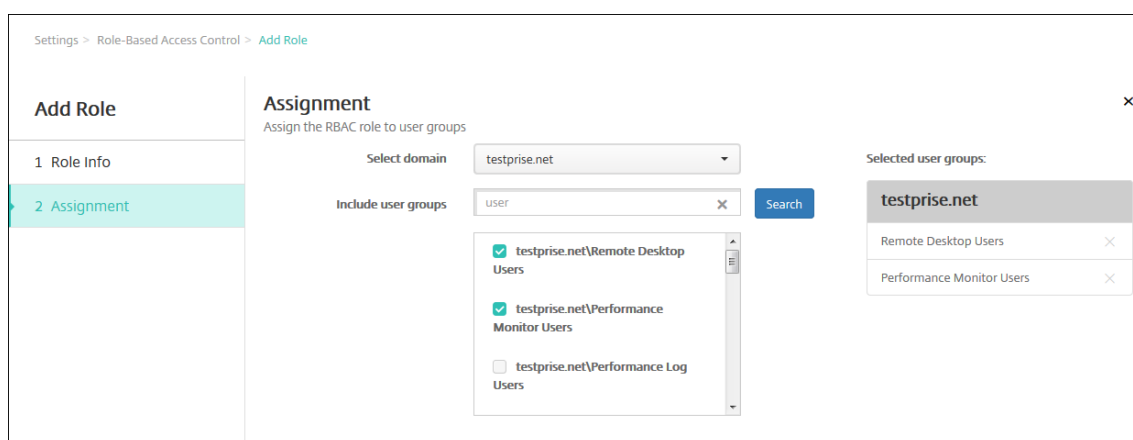 Settings > Role-Based Access Control > Add Role
Add Role
1 Role Info
2 Assignment
Assignment
Assign the RBAC role to user groups
Select domain
testprise.net
Include user groups
user
Search
testprise.net\Remote Desktop
Users
testprise.net\Performance
Monitor Users
testprise.net\Performance Log
Users
Selected user groups:
testprise.net
Remote Desktop Users
Performance Monitor Users